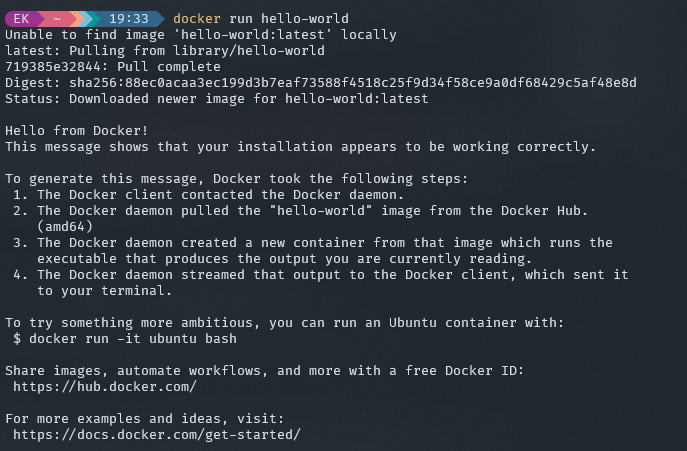 EK ~ 19:33 docker run hello-world
Unable to find image 'hello-world:latest' locally
latest: Pulling from library/hello-world
719385e32844: Pull complete
Digest: sha256:88ec0acaa3ec199d3b7eaf73588f4518c25f9d34f58ce9a0df68429c5af48e8d
Status: Downloaded newer image for hello-world:latest

Hello from Docker!
This message shows that your installation appears to be working correctly.

To generate this message, Docker took the following steps:
 1. The Docker client contacted the Docker daemon.
 2. The Docker daemon pulled the "hello-world" image from the Docker Hub.
    (amd64)
 3. The Docker daemon created a new container from that image which runs the
    executable that produces the output you are currently reading.
 4. The Docker daemon streamed that output to the Docker client, which sent it
    to your terminal.

To try something more ambitious, you can run an Ubuntu container with:
 $ docker run -it ubuntu bash

Share images, automate workflows, and more with a free Docker ID:
 https://hub.docker.com/

For more examples and ideas, visit:
 https://docs.docker.com/get-started/